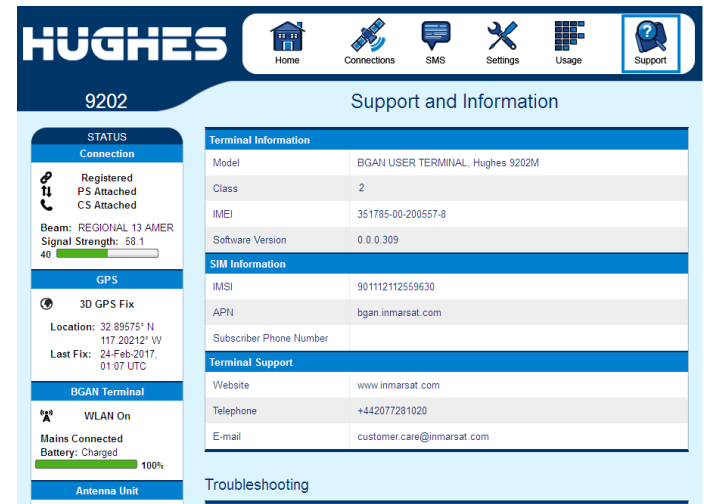 HUGHES
Home
Connections
SMS
Settings
Usage
Support
9202
Support and Information
STATUS
Connection
Registered
PS Attached
CS Attached
Beam: REGIONAL 13 AMER
Signal Strength: 58.1
40
GPS
3D GPS Fix
Location: 32.89575° N
117.20212° W
Last Fix: 24-Feb-2017,
01:07 UTC
BGAN Terminal
WLAN On
Mains Connected
Battery: Charged
100%
Antenna Unit
Terminal Information
Model BGAN USER TERMINAL, Hughes 9202M
Class 2
IMEI 351785-00-200557-8
Software Version 0.0.0.309
SIM Information
IMSI 901112112559630
APN bgan.inmarsat.com
Subscriber Phone Number
Terminal Support
Website www.inmarsat.com
Telephone +442077281020
E-mail customer.care@inmarsat.com
Troubleshooting